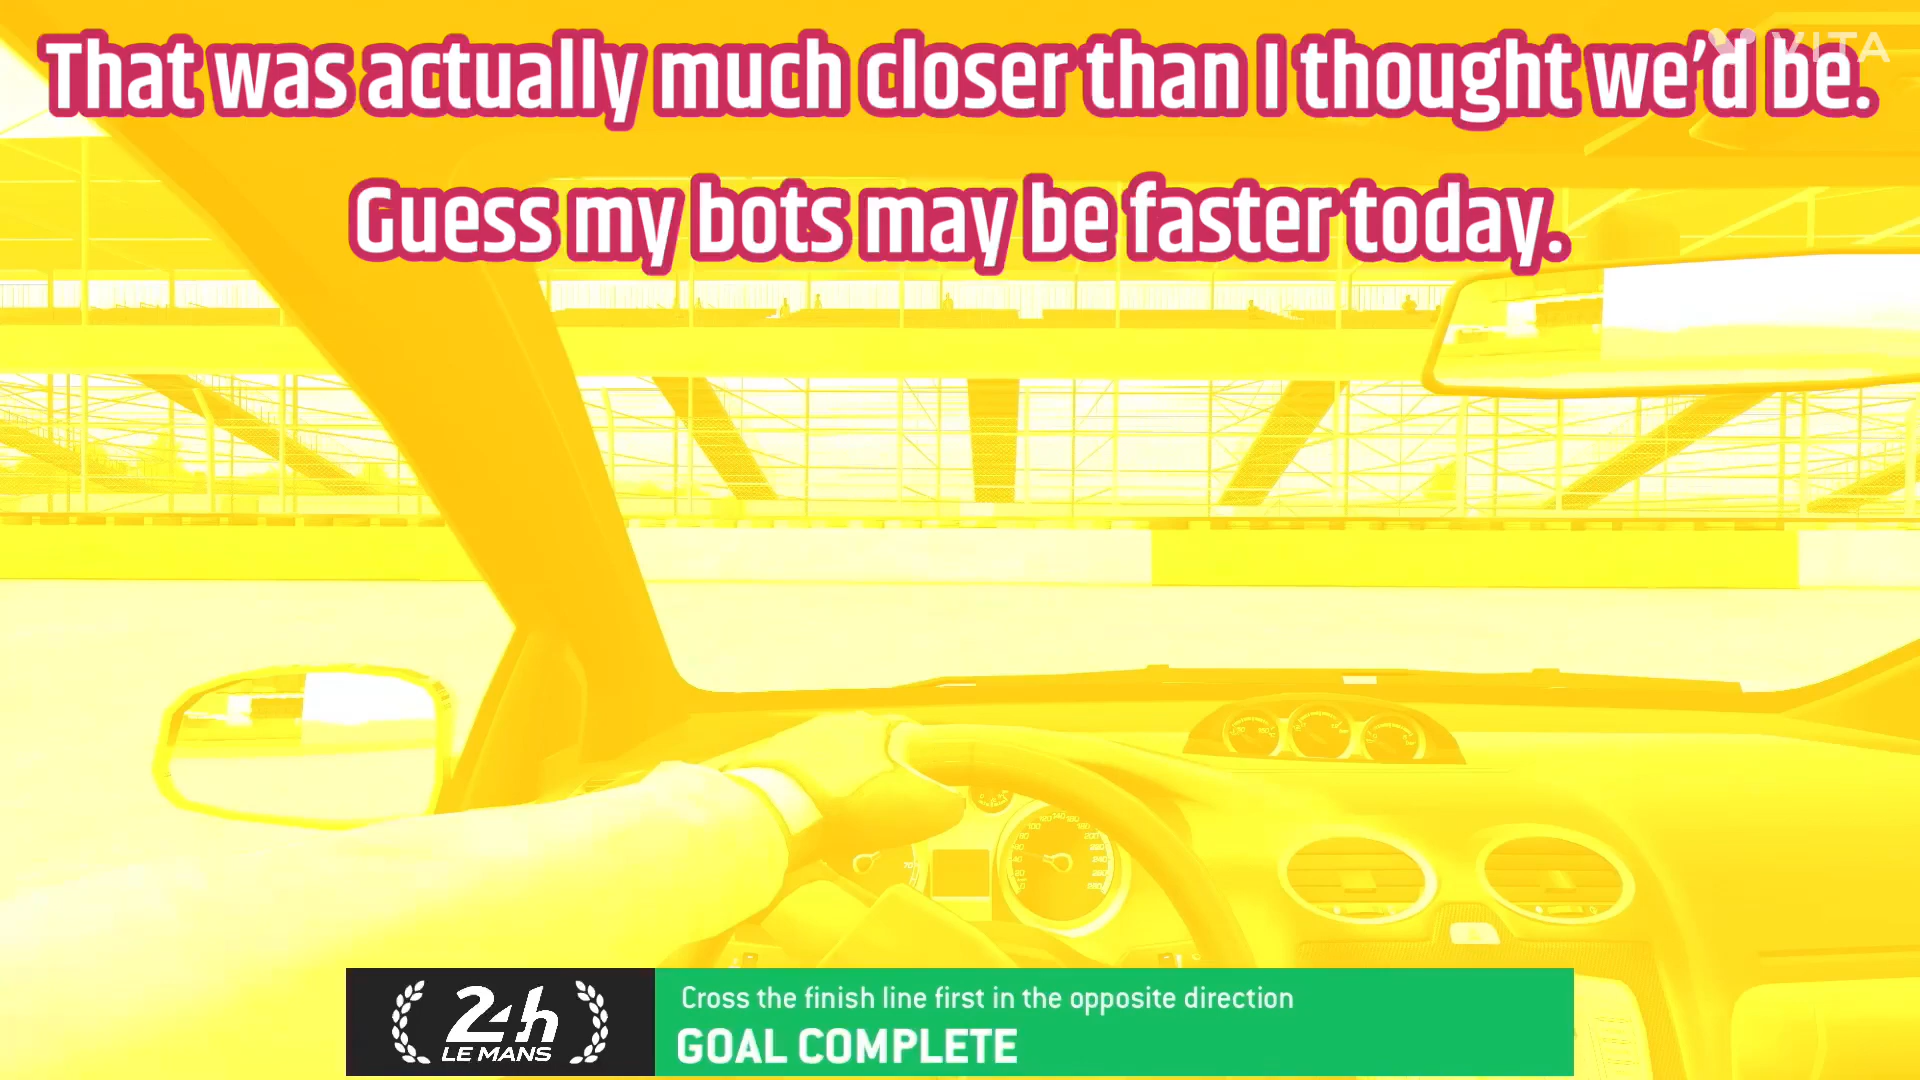 VITA
That was actually much closer than I thought we'd be.
Guess my bots may be faster today.
24h
LE MANS
Cross the finish line first in the opposite direction
GOAL COMPLETE